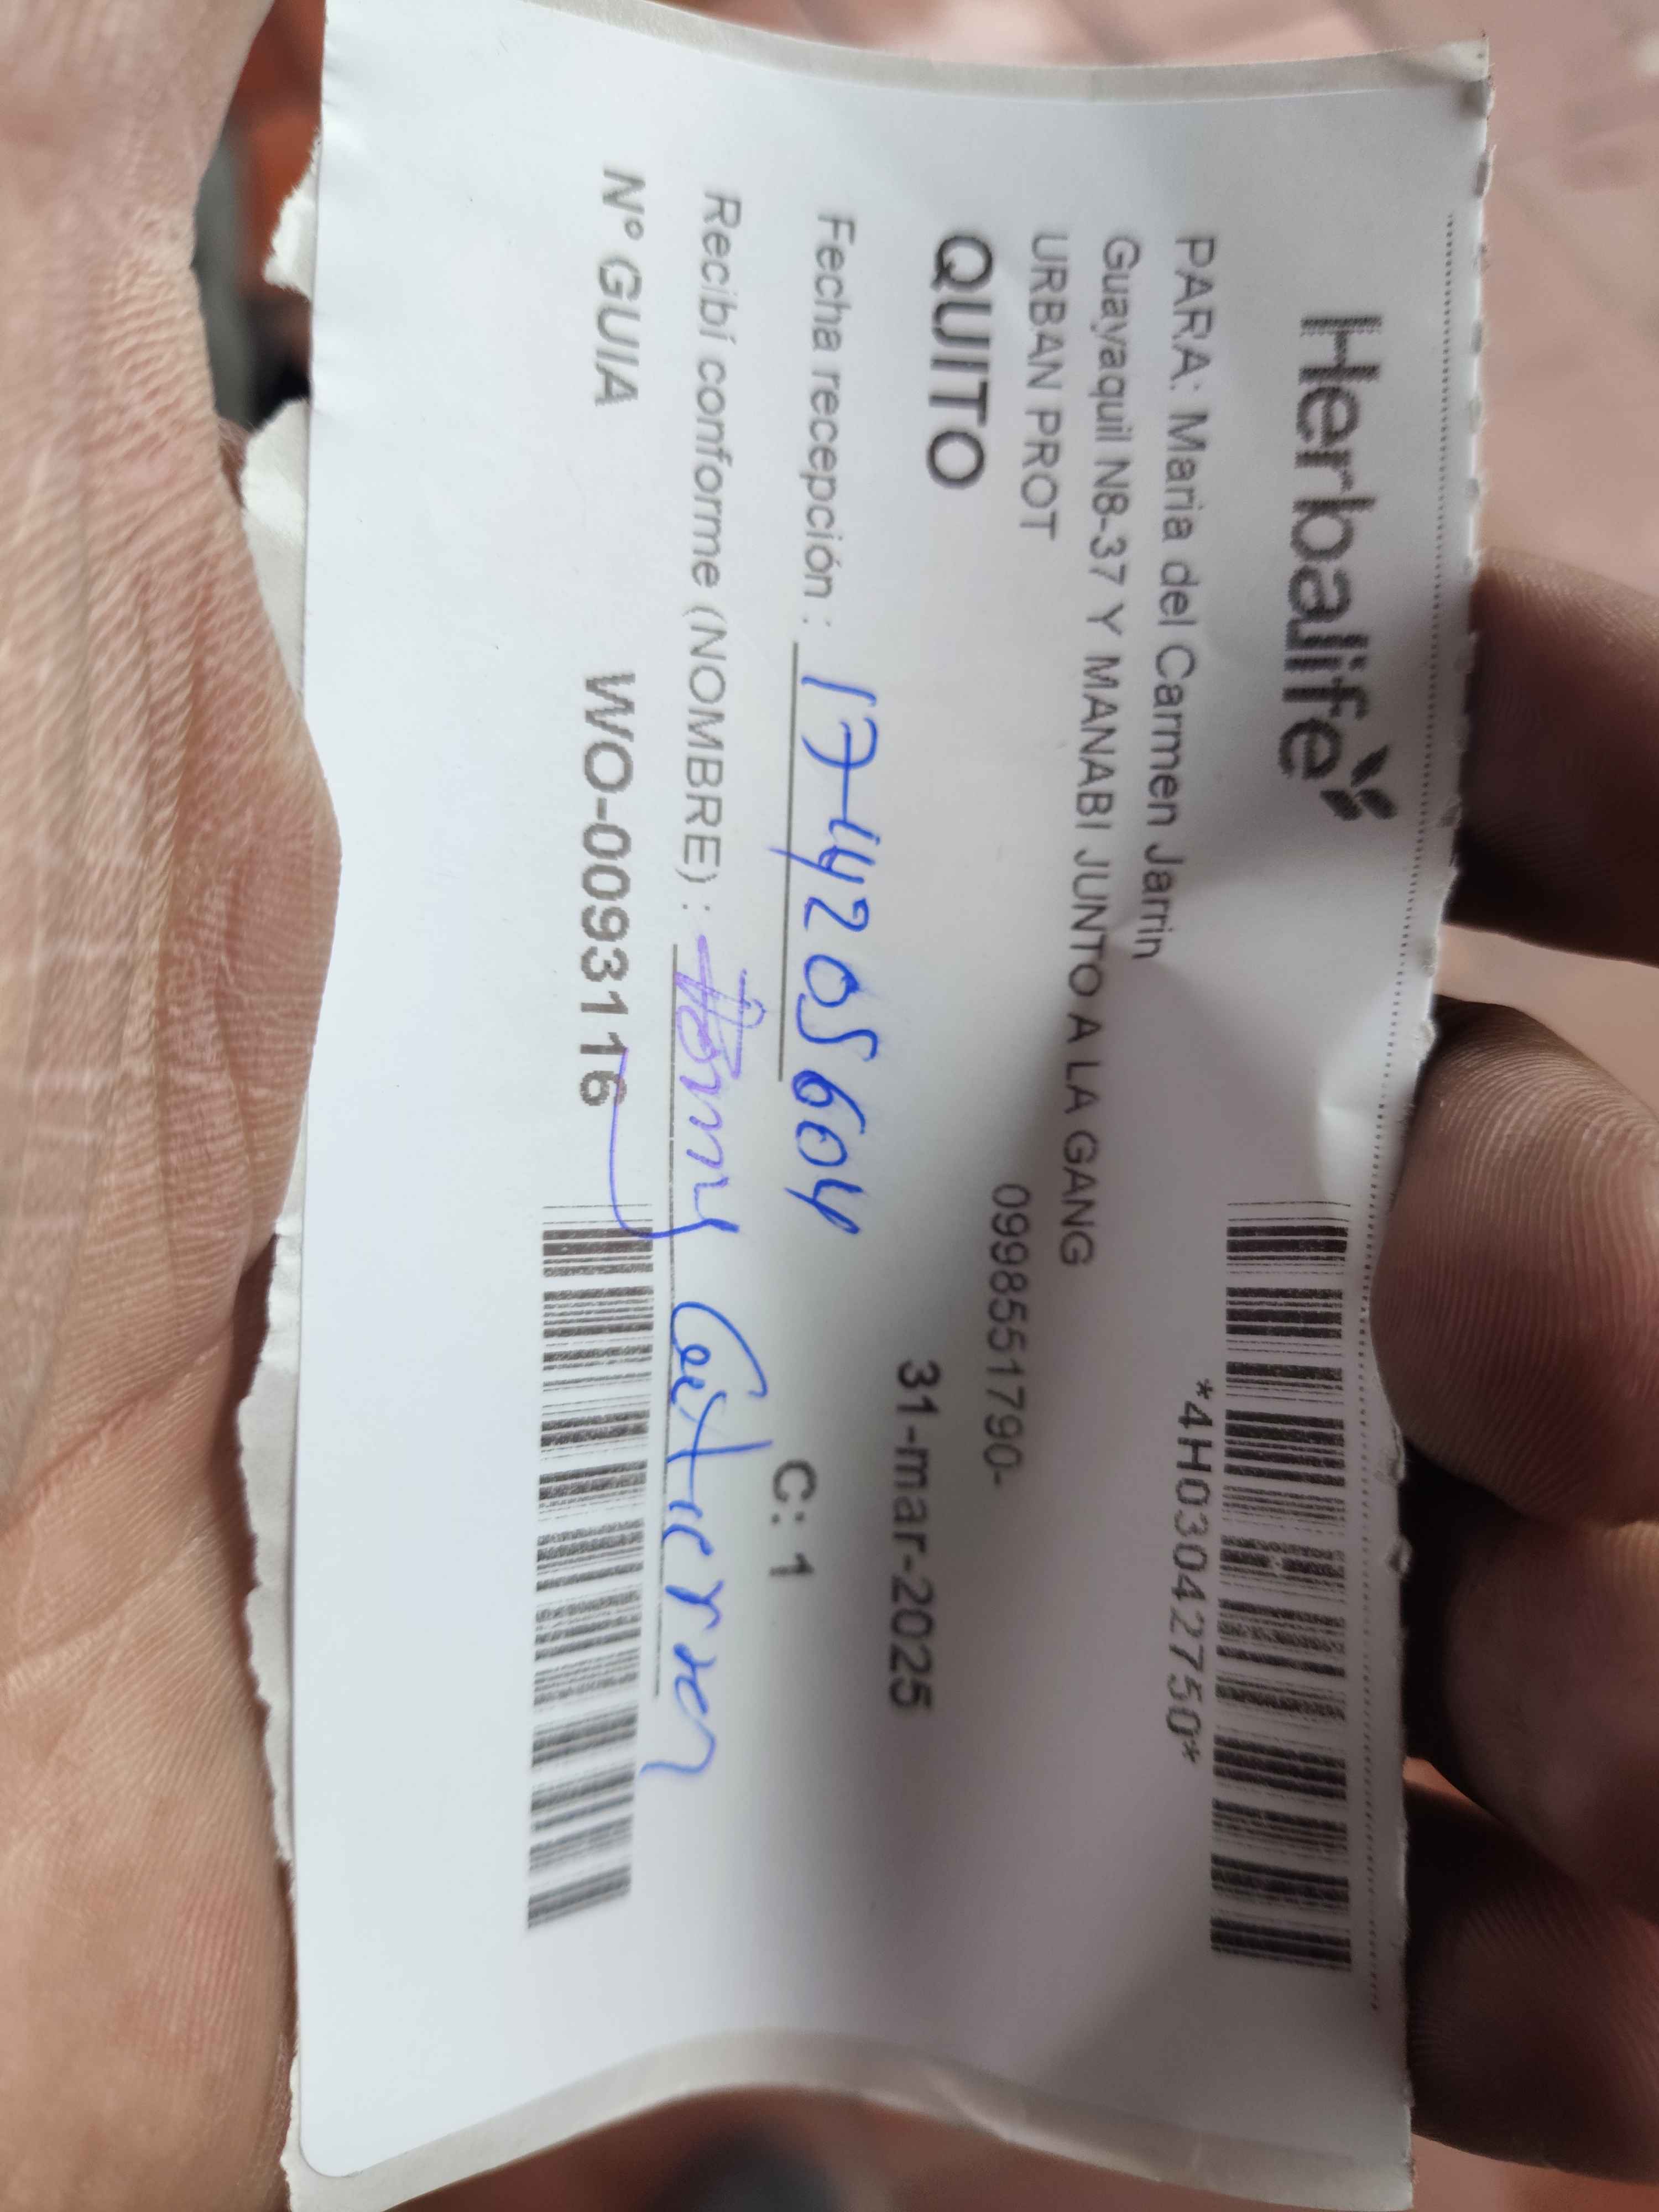 Herbalife
*4H03042750*
PARA: Maria del Carmen Jarrin
Guayaquil N8-37 Y MANABI JUNTO A LA GANG
URBAN PROT 0998551790-
QUITO 31-mar-2025
Fecha recepción : 1714205604 C: 1
Recibí conforme (NOMBRE) :
Nº GUIA WO-0093116